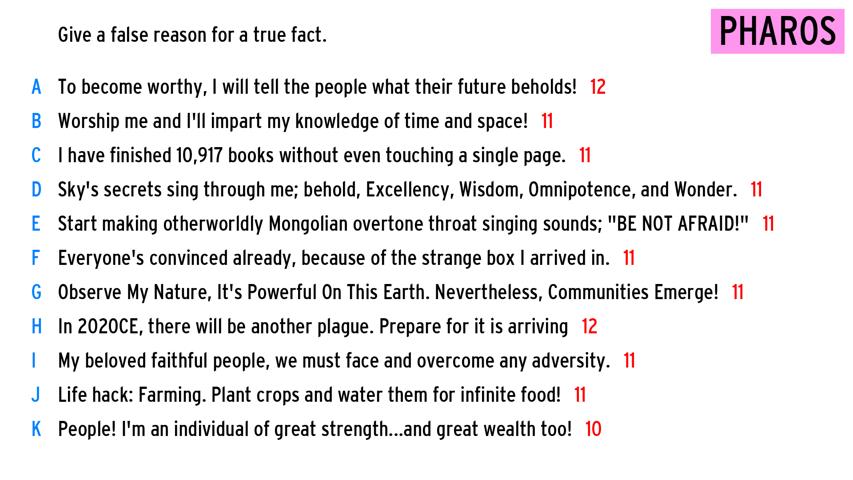 Give a false reason for a true fact.
PHAROS
A To become worthy, I will tell the people what their future beholds! 12
B Worship me and I'll impart my knowledge of time and space! 11
C I have finished 10,917 books without even touching a single page. 11
D Sky's secrets sing through me; behold, Excellency, Wisdom, Omnipotence, and Wonder. 11
E Start making otherworldly Mongolian overtone throat singing sounds; "BE NOT AFRAID!" 11
F Everyone's convinced already, because of the strange box I arrived in. 11
G Observe My Nature, It's Powerful On This Earth. Nevertheless, Communities Emerge! 11
H In 2020CE, there will be another plague. Prepare for it is arriving 12
I My beloved faithful people, we must face and overcome any adversity. 11
J Life hack: Farming. Plant crops and water them for infinite food! 11
K People! I'm an individual of great strength...and great wealth too! 10